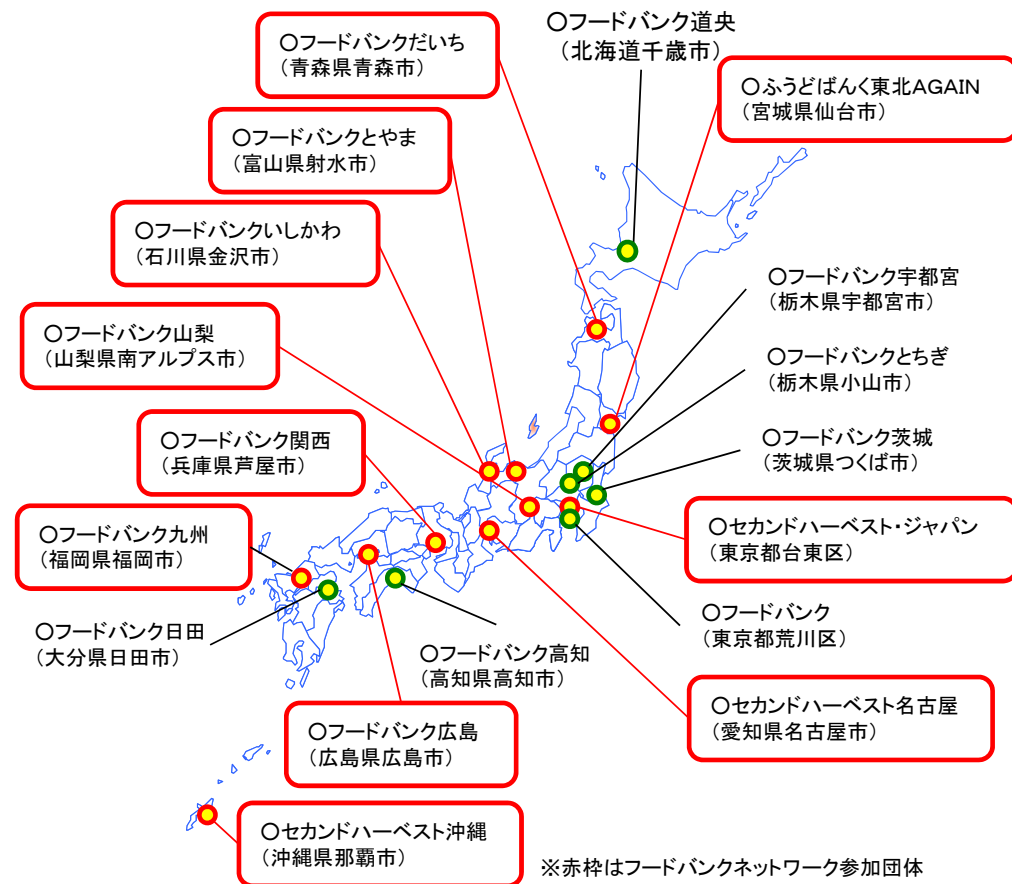 ○フードバンク道央
(北海道千歳市)
○フードバンクだいち
(青森県青森市)
○ふうどばんく東北AGAIN
(宮城県仙台市)
○フードバンクとやま
(富山県射水市)
○フードバンクいしかわ
(石川県金沢市)
○フードバンク宇都宮
(栃木県宇都宮市)
○フードバンク山梨
(山梨県南アルプス市)
○フードバンクとちぎ
(栃木県小山市)
○フードバンク関西
(兵庫県芦屋市)
○フードバンク茨城
(茨城県つくば市)
○フードバンク九州
(福岡県福岡市)
○セカンドハーベスト・ジャパン
(東京都台東区)
○フードバンク
(東京都荒川区)
○フードバンク日田
(大分県日田市)
○フードバンク高知
(高知県高知市)
○セカンドハーベスト名古屋
(愛知県名古屋市)
○フードバンク広島
(広島県広島市)
○セカンドハーベスト沖縄
(沖縄県那覇市)
※赤枠はフードバンクネットワーク参加団体